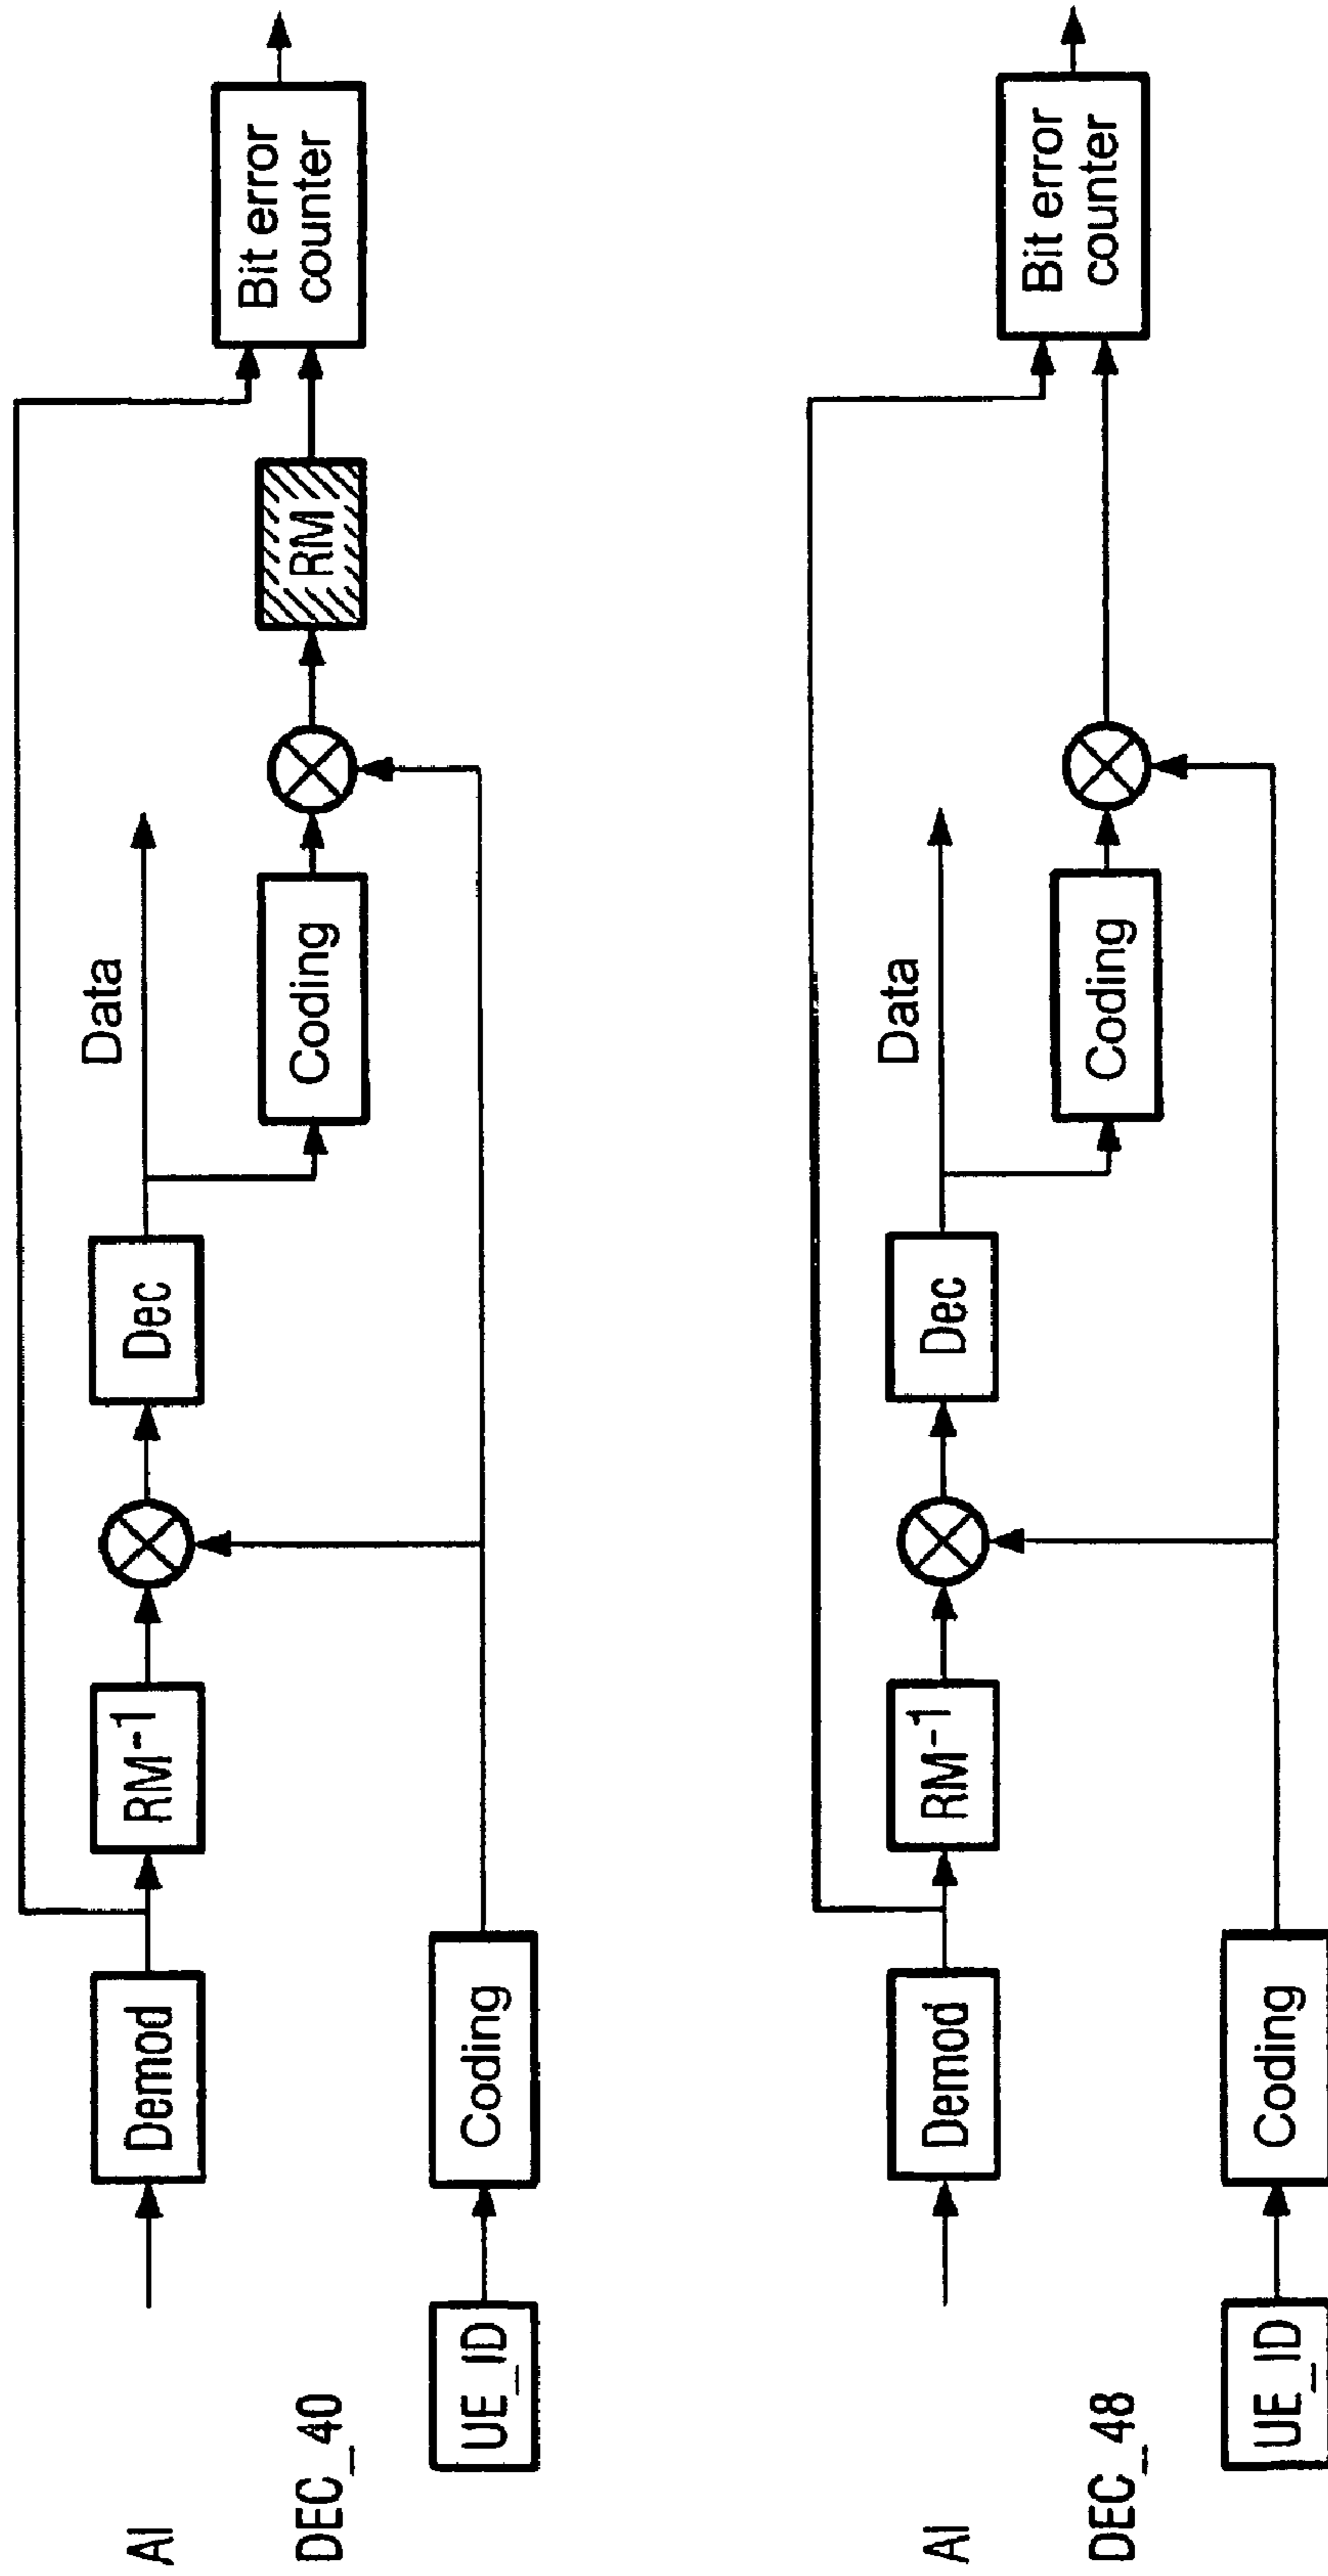 AI
Demod
RM-1
Dec
Data
Coding
RM
Bit error
counter
DEC_40
UE_ID
Coding
AI
Demod
RM-1
Dec
Data
Coding
Bit error
counter
DEC_48
UE_ID
Coding